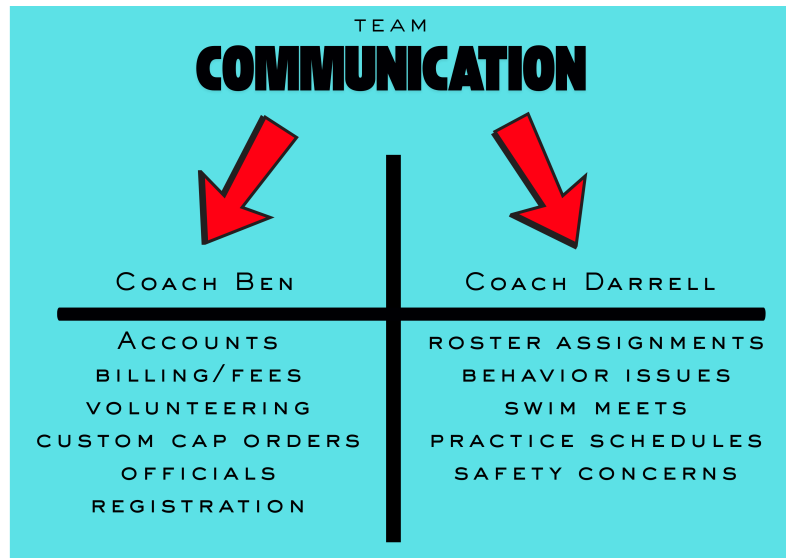 TEAM
COMMUNICATION
Coach Ben
Accounts
billing/fees
volunteering
custom cap orders
officials
registration
Coach Darrell
roster assignments
behavior issues
swim meets
practice schedules
safety concerns